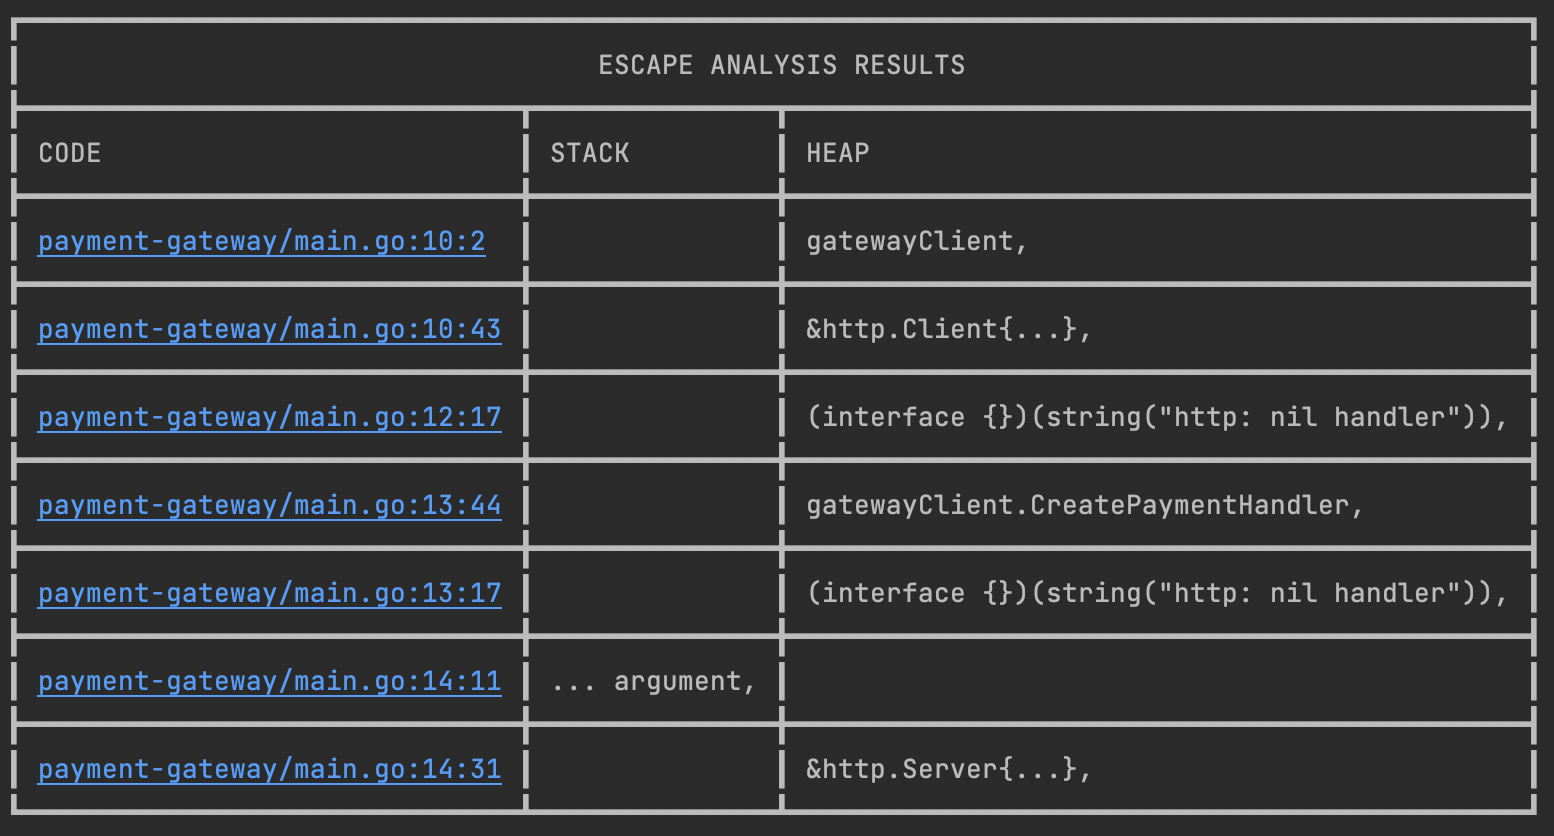 ESCAPE ANALYSIS RESULTS
CODE STACK HEAP
payment-gateway/main.go:10:2 gatewayClient,
payment-gateway/main.go:10:43 &http.Client{...},
payment-gateway/main.go:12:17 (interface {})(string("http: nil handler")),
payment-gateway/main.go:13:44 gatewayClient.CreatePaymentHandler,
payment-gateway/main.go:13:17 (interface {})(string("http: nil handler")),
payment-gateway/main.go:14:11 ... argument,
payment-gateway/main.go:14:31 &http.Server{...},